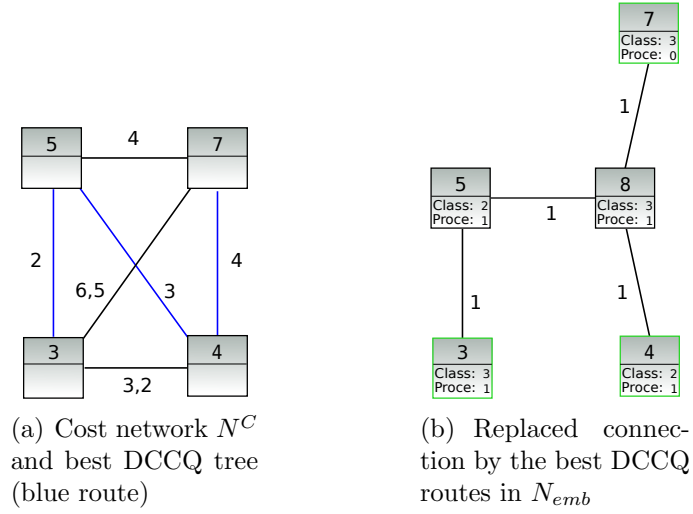 5
7
4
2
6,5
3
4
3
4
3,2
(a) Cost network N^C
and best DCCQ tree
(blue route)
7
Class: 3
Proce: 0
1
5
Class: 2
Proce: 1
1
8
Class: 3
Proce: 1
1
1
3
Class: 3
Proce: 1
4
Class: 2
Proce: 1
(b) Replaced connec-
tion by the best DCCQ
routes in N_emb